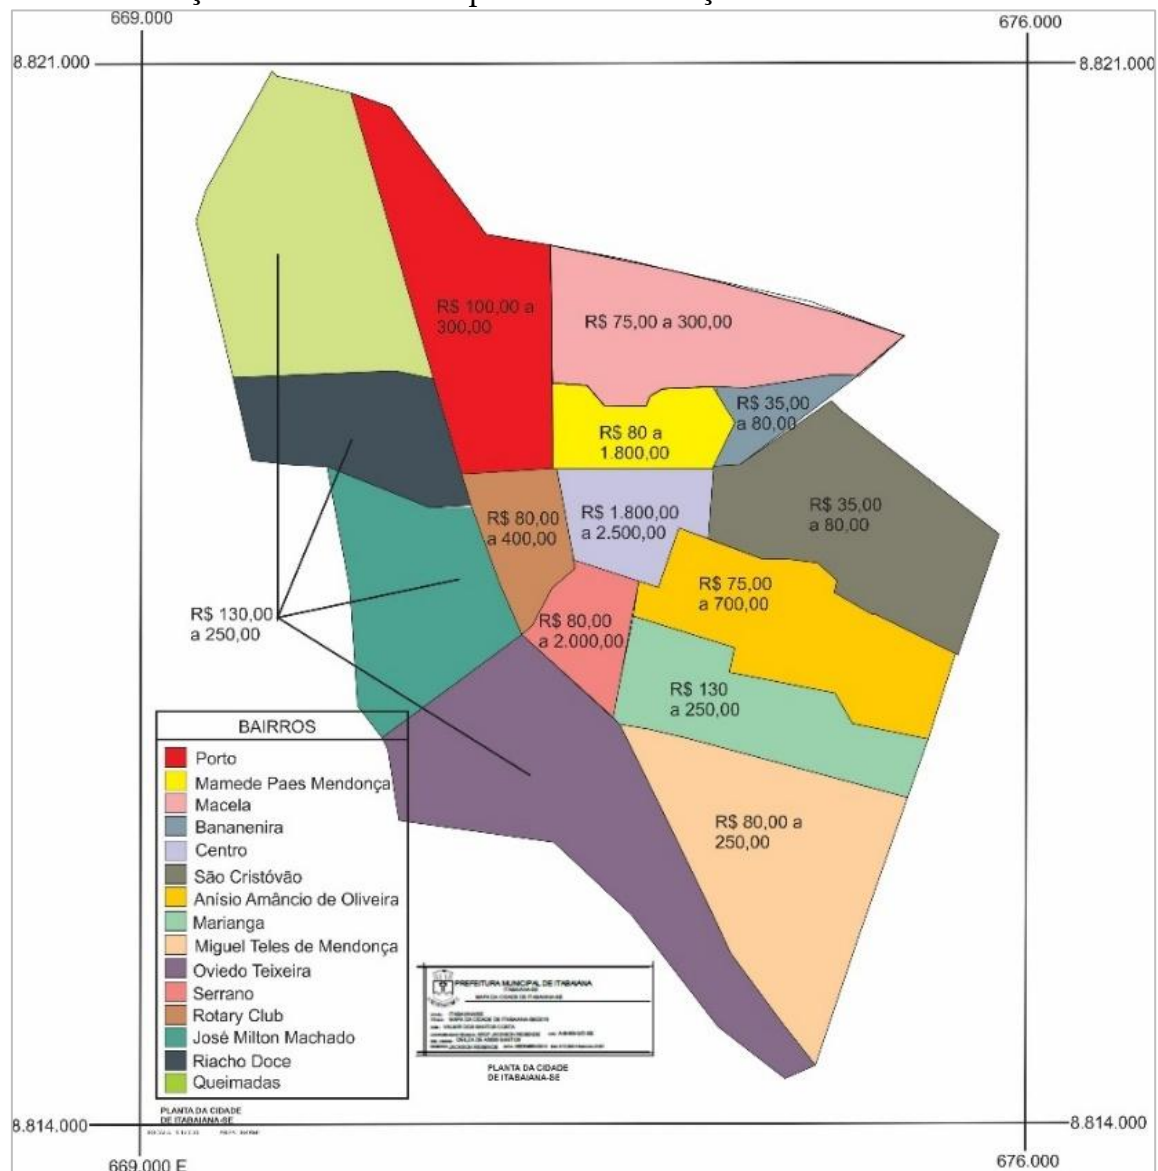 669.000
676.000
8.821.000
8.821.000
R$ 100,00 a
300,00
R$ 75,00 a 300,00
R$ 35,00
a 80,00
R$ 80 a
1.800,00
R$ 1.800,00
a 2.500,00
R$ 80,00
a 400,00
R$ 35,00
a 80,00
R$ 75,00
a 700,00
R$ 130,00
a 250,00
R$ 80,00
a 2.000,00
R$ 130
a 250,00
R$ 80,00 a
250,00
BAIRROS
Porto
Mamede Paes Mendonça
Macela
Bananenira
Centro
São Cristóvão
Anísio Amâncio de Oliveira
Marianga
Miguel Teles de Mendonça
Oviedo Teixeira
Serrano
Rotary Club
José Milton Machado
Riacho Doce
Queimadas
PREFEITURA MUNICIPAL DE ITABAIANA
MAPA DA CIDADE DE ITABAIANA-SE
PLANTA DA CIDADE
DE ITABAIANA-SE
PLANTA DA CIDADE
DE ITABAIANA-SE
8.814.000
8.814.000
669.000 E
676.000